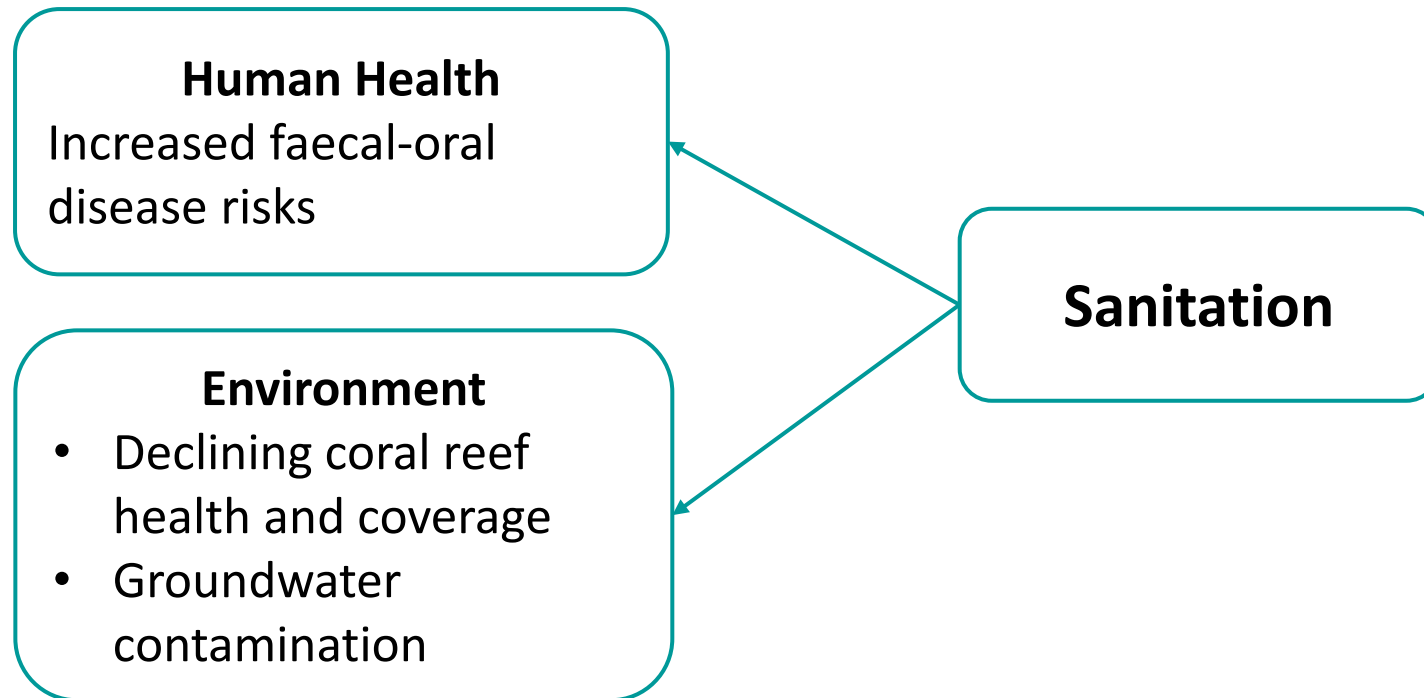 Human Health
Increased faecal-oral
disease risks
Environment
• Declining coral reef
health and coverage
• Groundwater
contamination
Sanitation